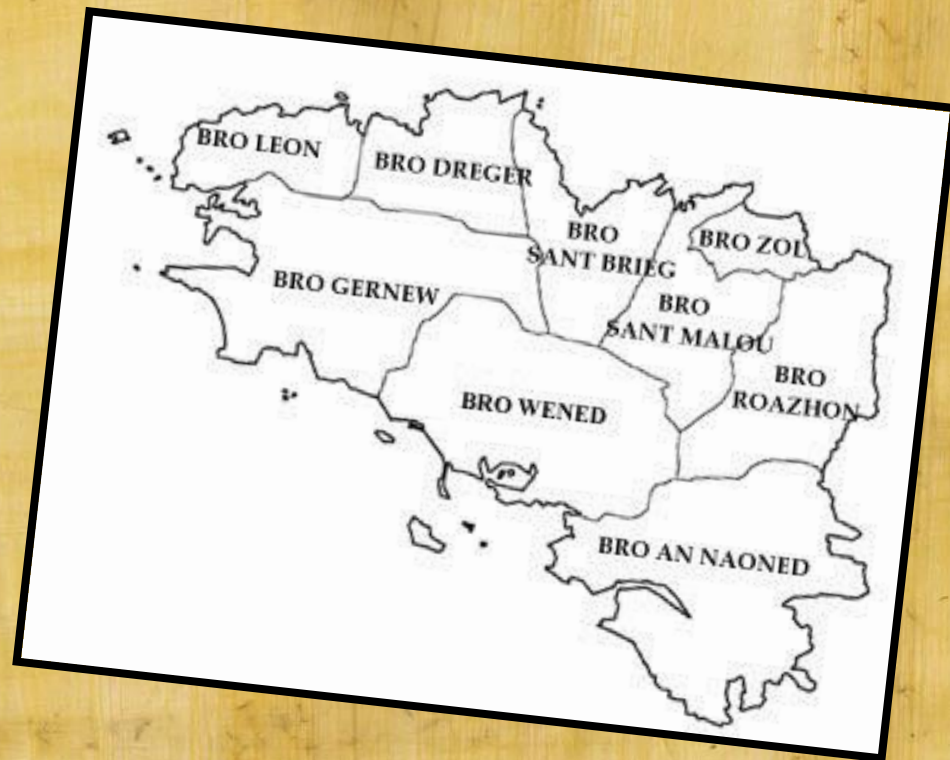 BRO LEON
BRO DREGER
BRO
SANT BRIEG
BRO ZOL
BRO GERNEW
BRO
SANT MALOU
BRO
ROAZHON
BRO WENED
BRO AN NAONED